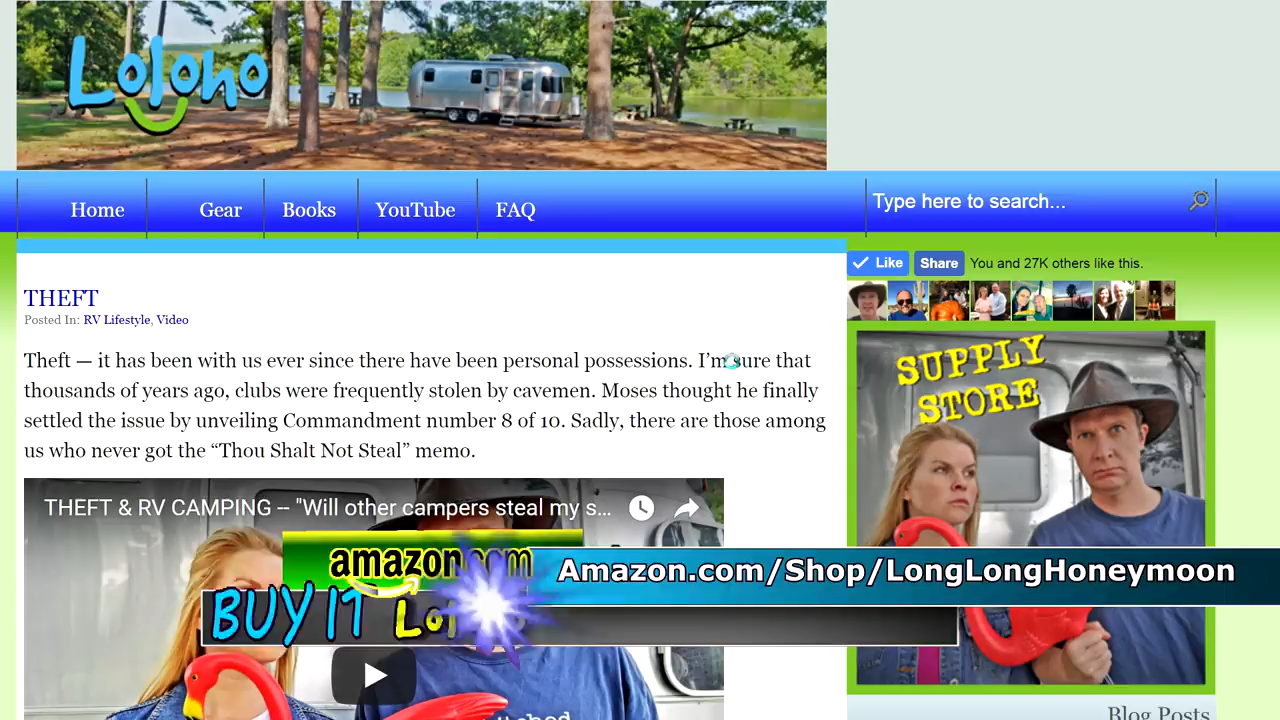 Loloho
Home
Gear
Books
YouTube
FAQ
Type here to search...
Like
Share
You and 27K others like this.
THEFT
Posted In: RV Lifestyle, Video
Theft — it has been with us ever since there have been personal possessions. I'm sure that
thousands of years ago, clubs were frequently stolen by cavemen. Moses thought he finally
settled the issue by unveiling Commandment number 8 of 10. Sadly, there are those among
us who never got the “Thou Shalt Not Steal” memo.
SUPPLY
STORE
THEFT & RV CAMPING -- "Will other campers steal my s...
amazon.com
Amazon.com/Shop/LongLongHoneymoon
BUY IT
Blog Posts